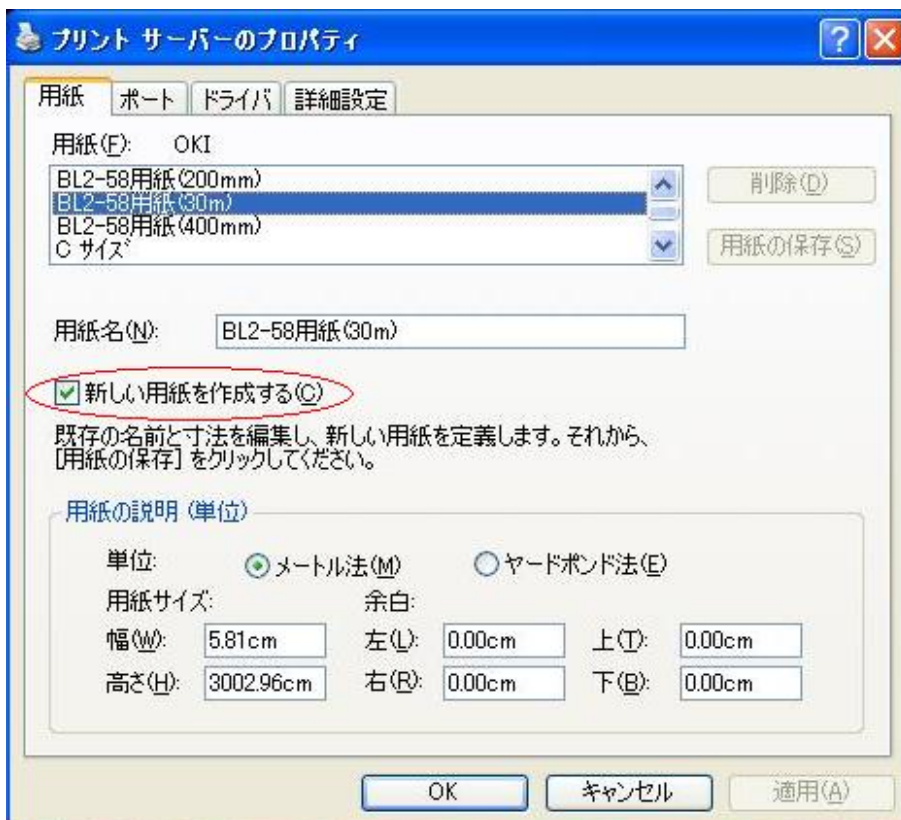 プリント サーバーのプロパティ
用紙 ポート ドライバ 詳細設定
用紙(F): OKI
BL2-58用紙(200mm)
BL2-58用紙(30m)
BL2-58用紙(400mm)
C サイズ
削除(D)
用紙の保存(S)
用紙名(N): BL2-58用紙(30m)
新しい用紙を作成する(C)
既存の名前と寸法を編集し、新しい用紙を定義します。それから、
[用紙の保存] をクリックしてください。
用紙の説明 (単位)
単位: メートル法(M) ヤードポンド法(E)
用紙サイズ: 余白:
幅(W): 5.81cm 左(L): 0.00cm 上(T): 0.00cm
高さ(H): 3002.96cm 右(R): 0.00cm 下(B): 0.00cm
OK キャンセル 適用(A)